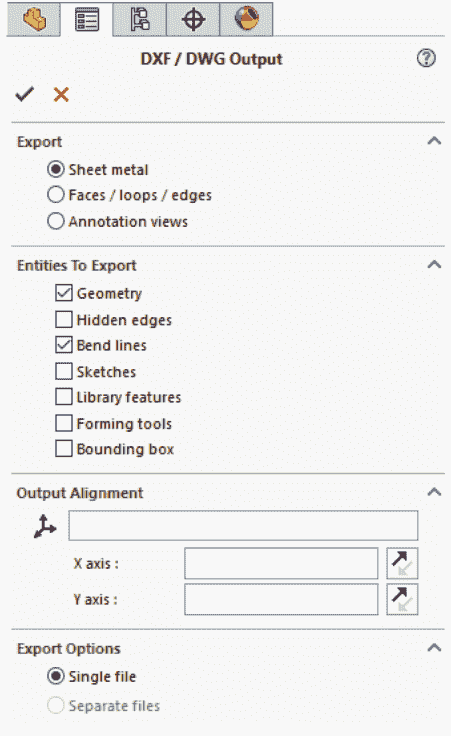 DXF / DWG Output
?
Export
Sheet metal
Faces / loops / edges
Annotation views
Entities To Export
Geometry
Hidden edges
Bend lines
Sketches
Library features
Forming tools
Bounding box
Output Alignment
X axis :
Y axis :
Export Options
Single file
Separate files